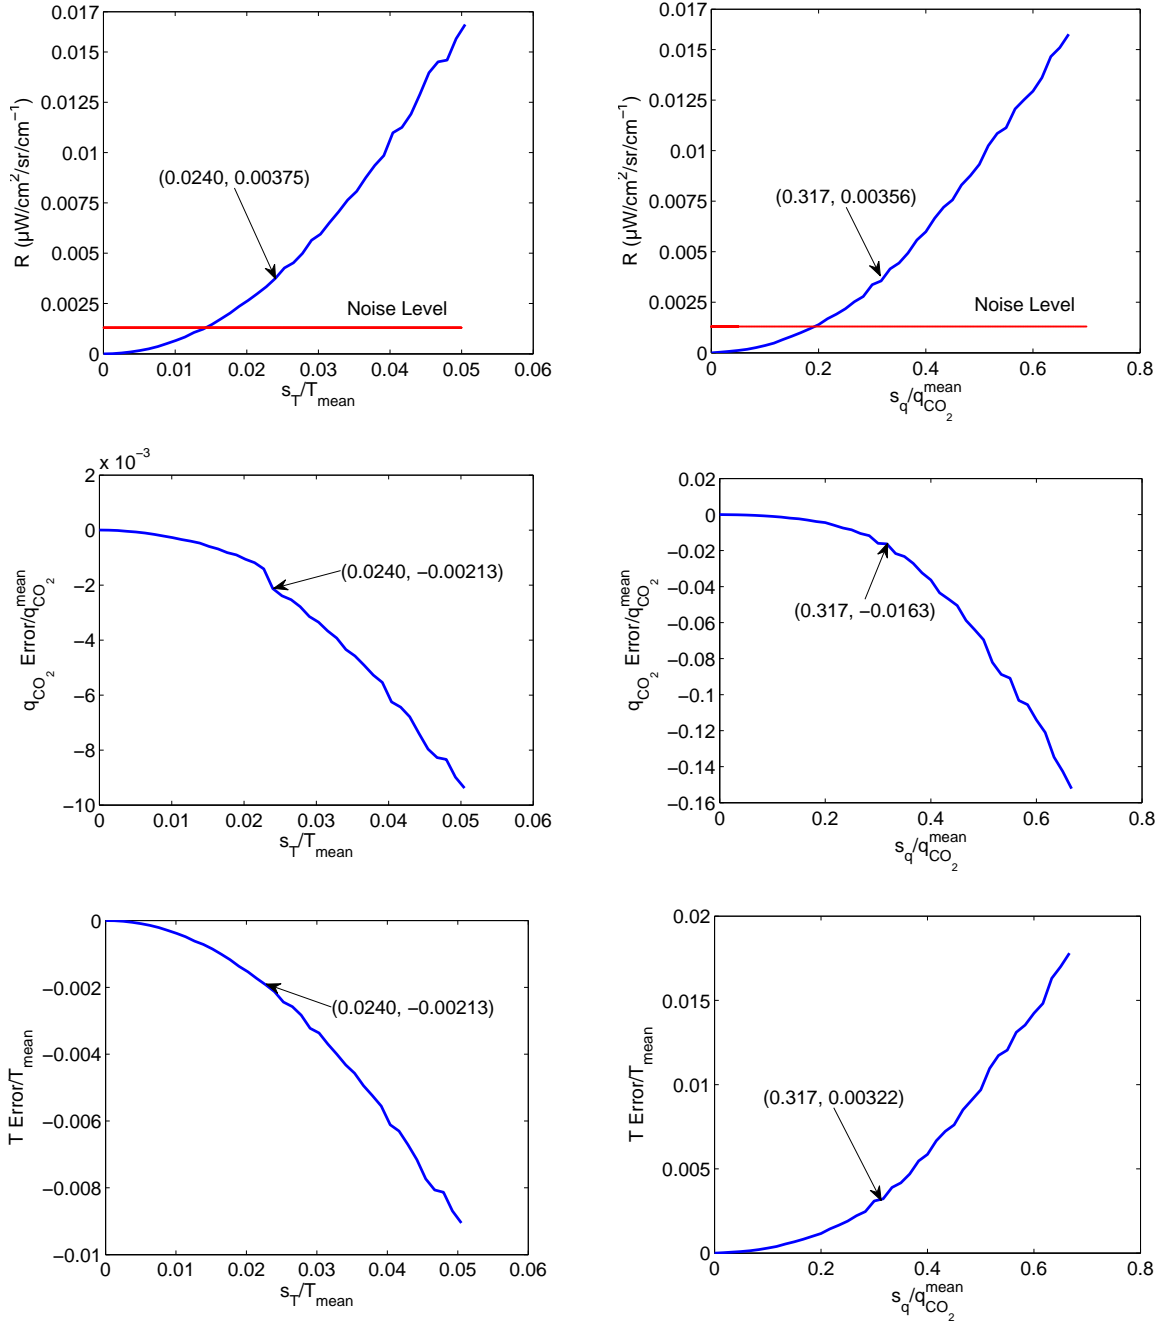 0.017
0.015
0.0125
0.01
0.0075
0.005
0.0025
0
R (µW/cm²/sr/cm⁻¹)
(0.0240, 0.00375)
Noise Level
0 0.01 0.02 0.03 0.04 0.05 0.06
s_T/T_mean
0.017
0.015
0.0125
0.01
0.0075
0.005
0.0025
0
R (µW/cm²/sr/cm⁻¹)
(0.317, 0.00356)
Noise Level
0 0.2 0.4 0.6 0.8
s_q/q_CO₂^mean
x 10⁻³
2
0
−2
−4
−6
−8
−10
q_CO₂ Error/q_CO₂^mean
(0.0240, −0.00213)
0 0.01 0.02 0.03 0.04 0.05 0.06
s_T/T_mean
0.02
0
−0.02
−0.04
−0.06
−0.08
−0.1
−0.12
−0.14
−0.16
q_CO₂ Error/q_CO₂^mean
(0.317, −0.0163)
0.2 0.4 0.6 0.8
s_q/q_CO₂^mean
0
−0.002
−0.004
−0.006
−0.008
−0.01
T Error/T_mean
(0.0240, −0.00213)
0 0.01 0.02 0.03 0.04 0.05 0.06
s_T/T_mean
0.02
0.015
0.01
0.005
0
T Error/T_mean
(0.317, 0.00322)
0 0.2 0.4 0.6 0.8
s_q/q_CO₂^mean